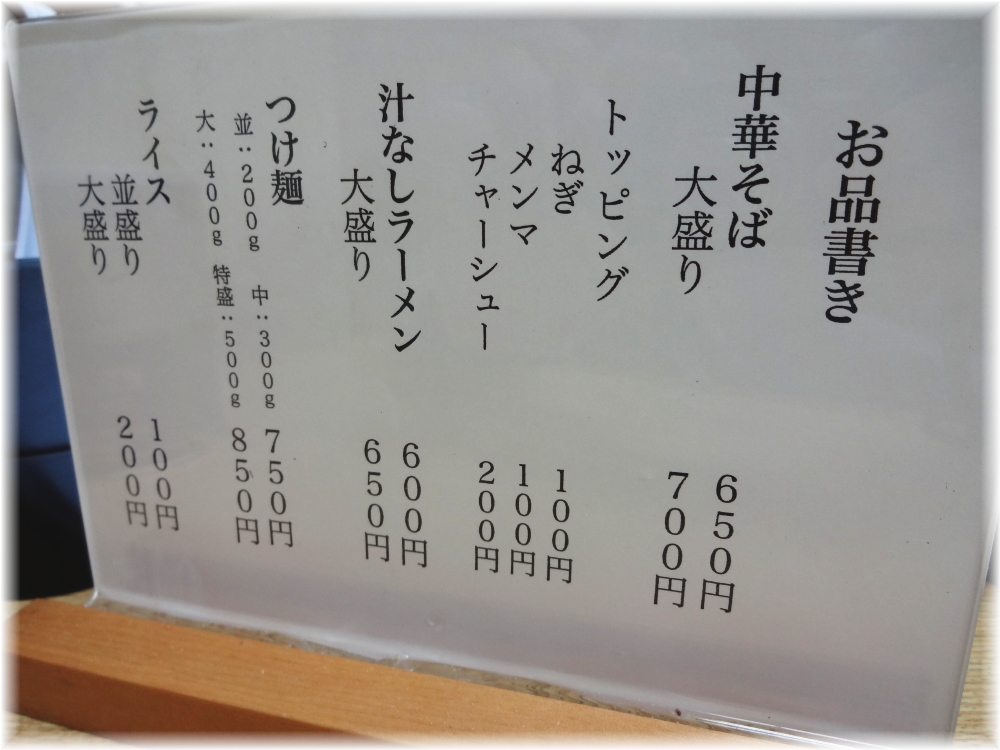 お品書き
中華そば 650円
大盛り 700円
トッピング
ねぎ 100円
メンマ 100円
チャーシュー 200円
汁なしラーメン 600円
大盛り 650円
つけ麺
並：200g 中：300g 750円
大：400g 特盛：500g 850円
ライス
並盛り 100円
大盛り 200円